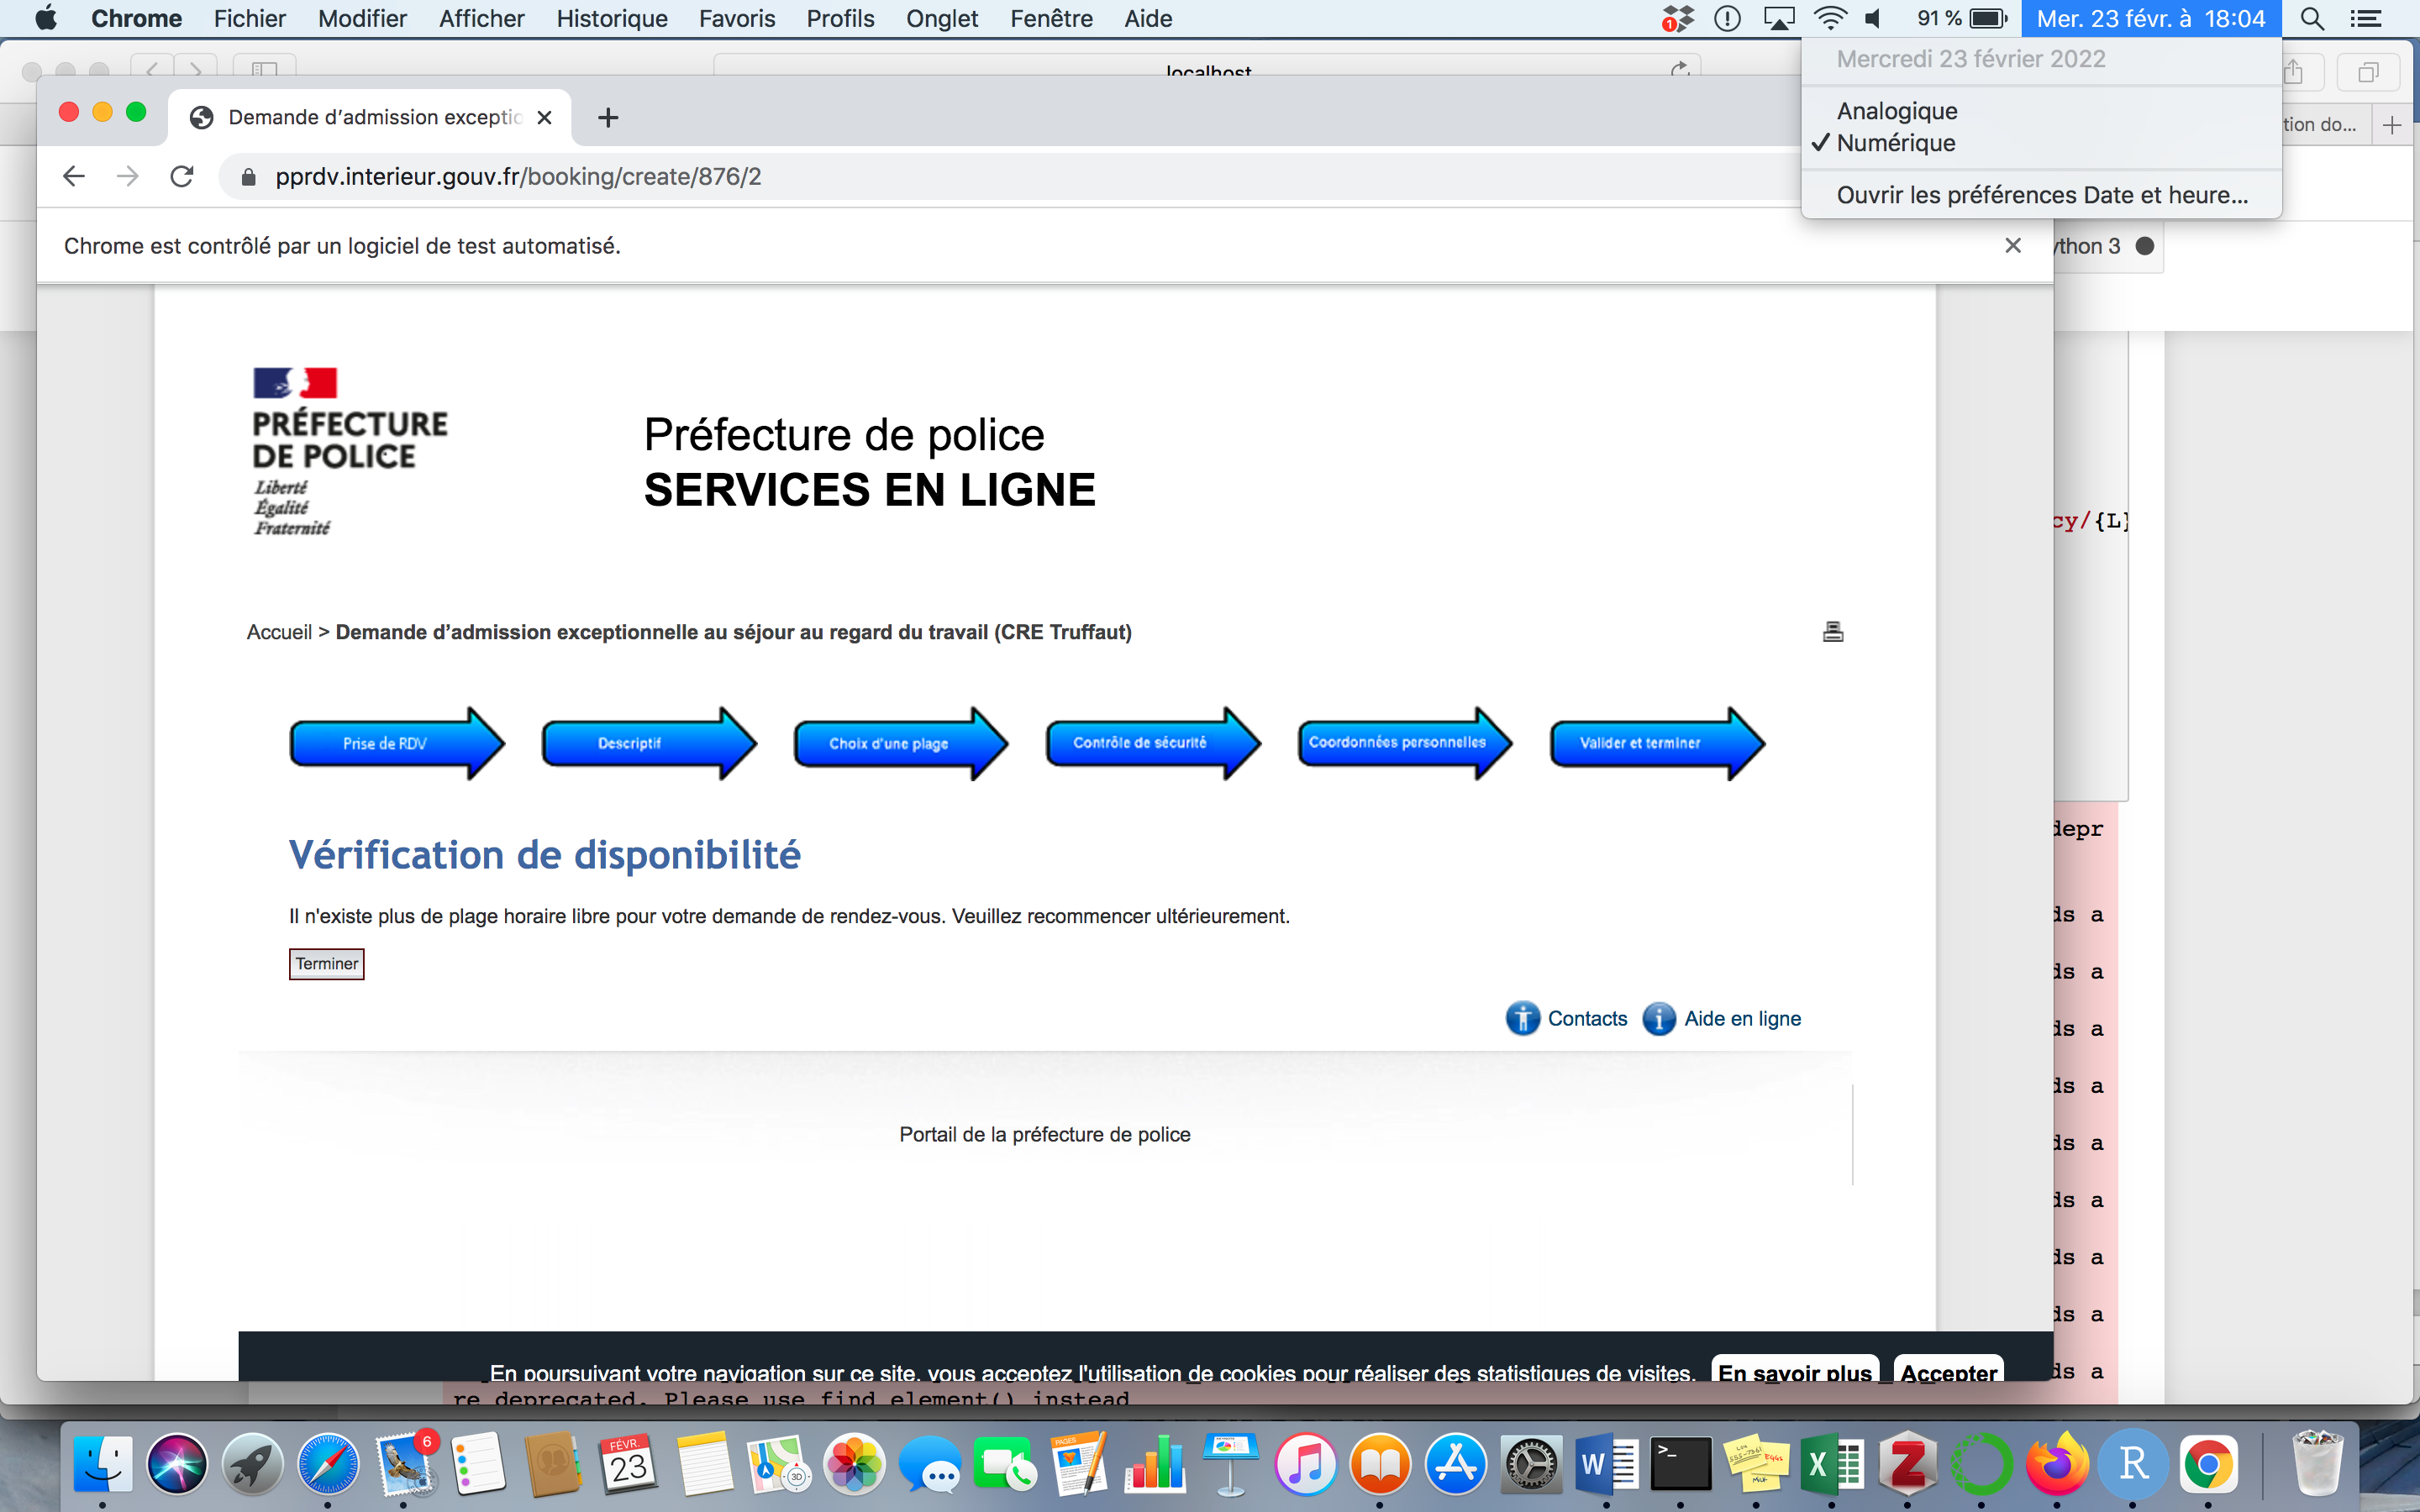 Chrome Fichier Modifier Afficher Historique Favoris Profils Onglet Fenêtre Aide
1
91 %
Mer. 23 févr. à 18:04
Mercredi 23 février 2022
Analogique
✓ Numérique
Ouvrir les préférences Date et heure...
localhost
Demande d’admission exceptio
tion do...
pprdv.interieur.gouv.fr/booking/create/876/2
Chrome est contrôlé par un logiciel de test automatisé.
ython 3
PRÉFECTURE
DE POLICE
Liberté
Égalité
Fraternité
Préfecture de police
SERVICES EN LIGNE
cy/{L}
Accueil > Demande d’admission exceptionnelle au séjour au regard du travail (CRE Truffaut)
Prise de RDV
Descriptif
Choix d'une plage
Contrôle de sécurité
Coordonnées personnelles
Valider et terminer
depr
Vérification de disponibilité
Il n'existe plus de plage horaire libre pour votre demande de rendez-vous. Veuillez recommencer ultérieurement.
ds a
Terminer
ds a
Contacts
Aide en ligne
ds a
ds a
Portail de la préfecture de police
ds a
ds a
ds a
ds a
En poursuivant votre navigation sur ce site, vous acceptez l'utilisation de cookies pour réaliser des statistiques de visites. En savoir plus Accepter
ds a
re deprecated. Please use find_element() instead
6
FÉVR.
23
3D
PAGES
W
>_
X
Z
R